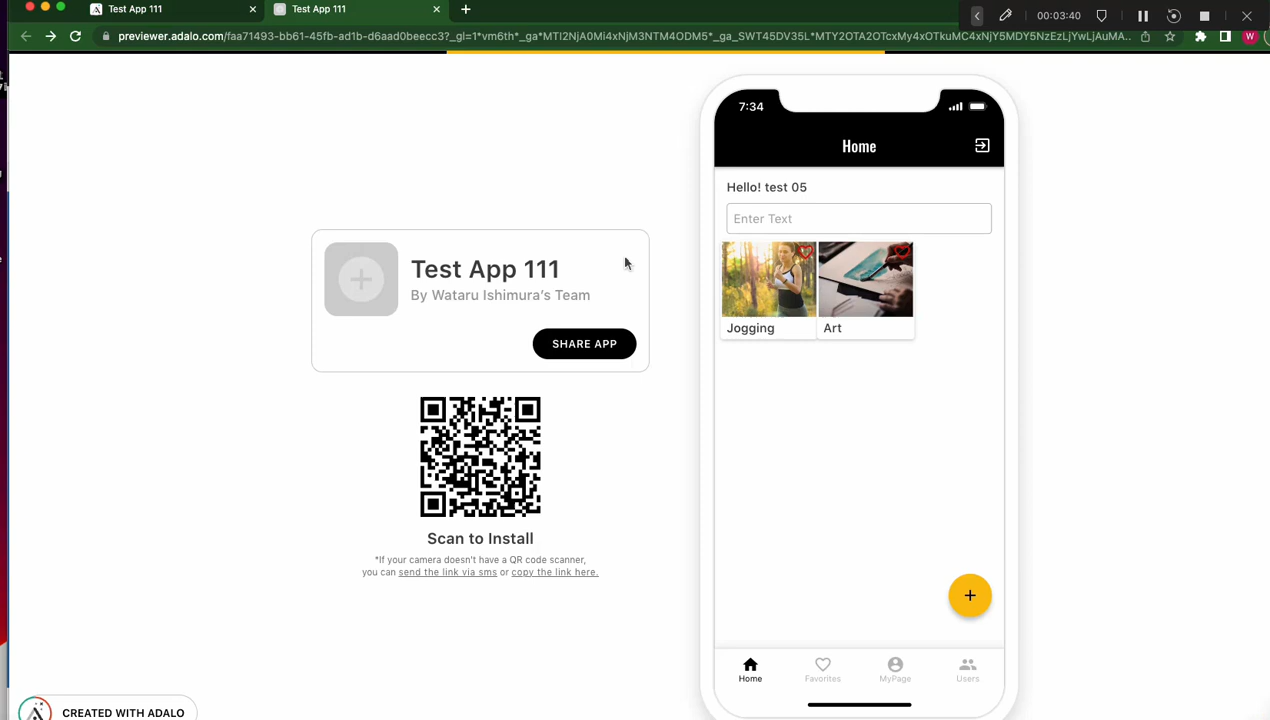 Test App 111
Test App 111
00:03:40
previewer.adalo.com/faa71493-bb61-45fb-ad1b-d6aad0beecc3?_gl=1*vm6th*_ga*MTI2NjA0Mi4xNjM3NTM4ODM5*_ga_SWT45DV35L*MTY2OTA2OTcxMy4xOTkuMC4xNjY5MDY5NzEzLjYwLjAuMA..
W
7:34
Home
Hello! test 05
Enter Text
Test App 111
By Wataru Ishimura's Team
SHARE APP
Jogging
Art
Scan to Install
*If your camera doesn't have a QR code scanner,
you can send the link via sms or copy the link here.
Home
Favorites
MyPage
Users
CREATED WITH ADALO